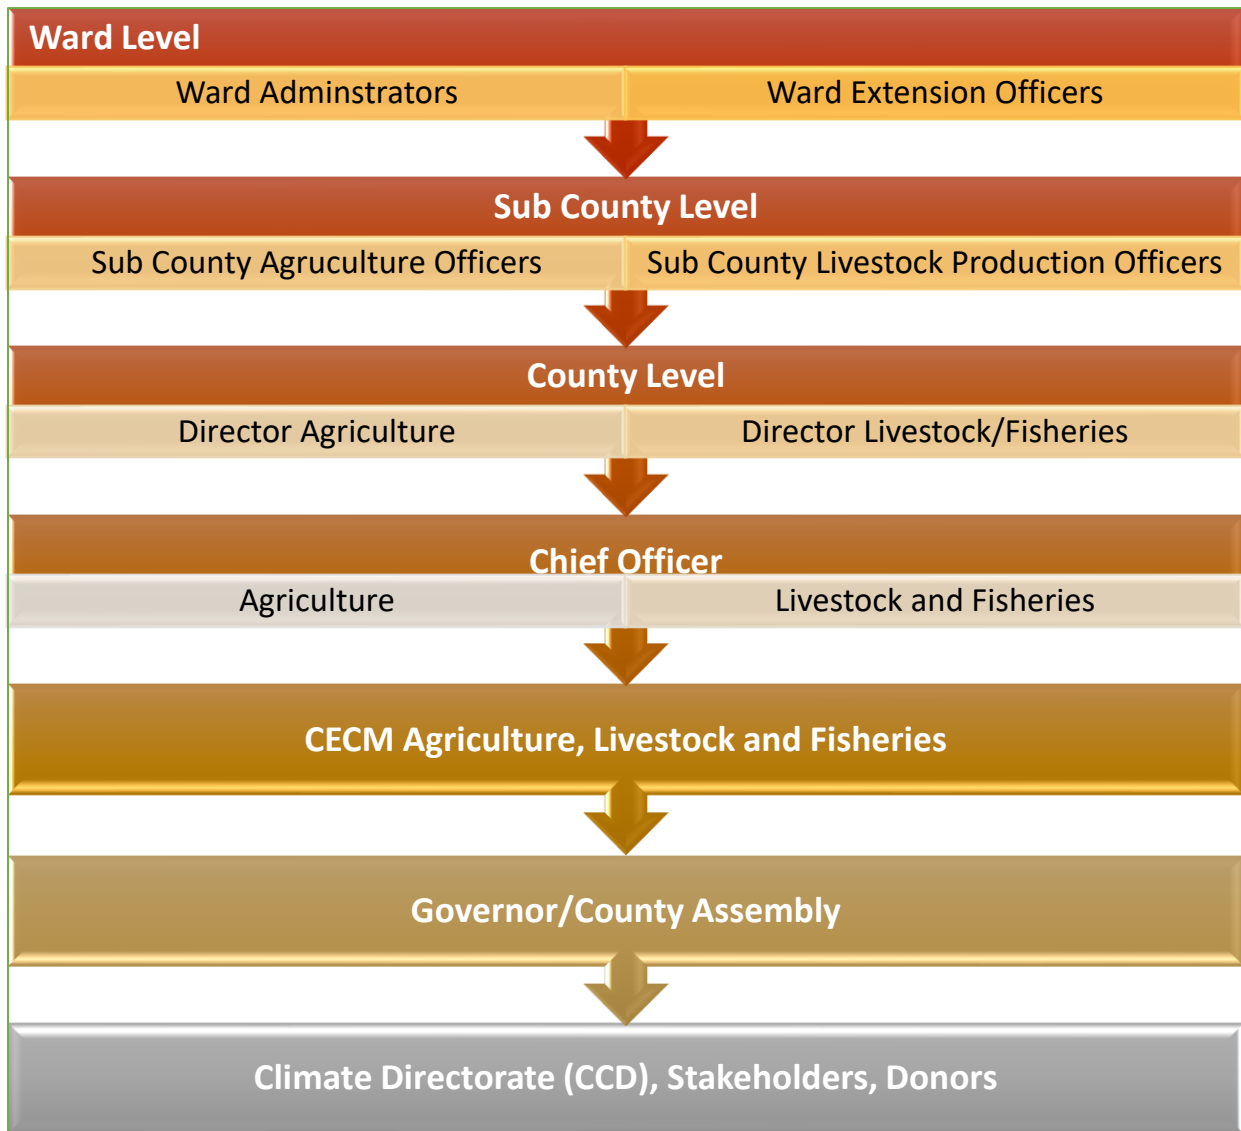 Ward Level
Ward Adminstrators
Ward Extension Officers
Sub County Level
Sub County Agruculture Officers
Sub County Livestock Production Officers
County Level
Director Agriculture
Director Livestock/Fisheries
Chief Officer
Agriculture
Livestock and Fisheries
CECM Agriculture, Livestock and Fisheries
Governor/County Assembly
Climate Directorate (CCD), Stakeholders, Donors